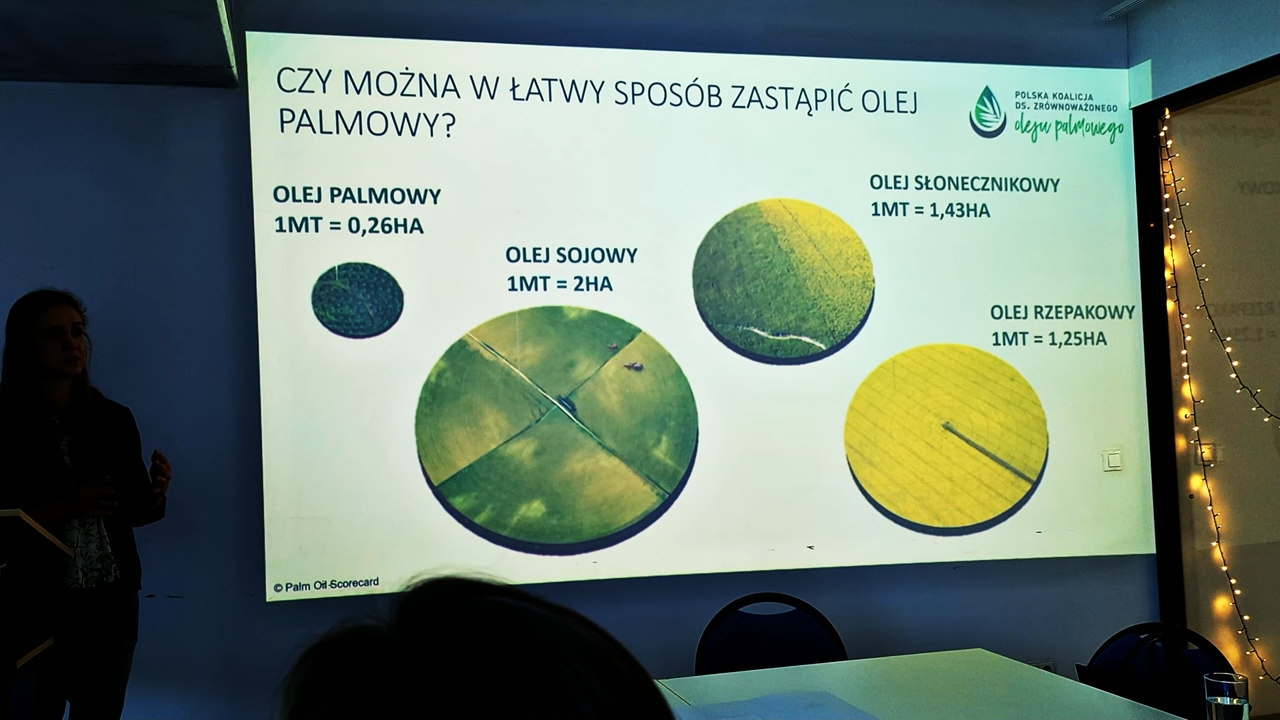 CZY MOŻNA W ŁATWY SPOSÓB ZASTĄPIĆ OLEJ
PALMOWY?
POLSKA KOALICJA
DS. ZRÓWNOWAŻONEGO
oleju palmowego
OLEJ PALMOWY
1MT = 0,26HA
OLEJ SOJOWY
1MT = 2HA
OLEJ SŁONECZNIKOWY
1MT = 1,43HA
OLEJ RZEPAKOWY
1MT = 1,25HA
© Palm Oil Scorecard